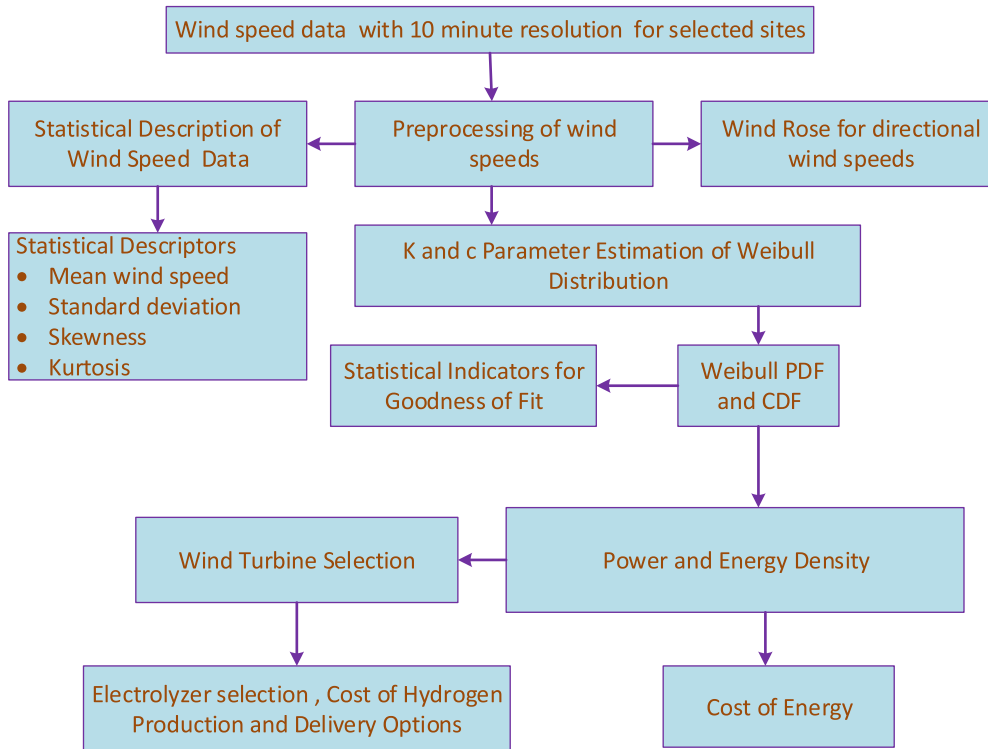 Wind speed data with 10 minute resolution for selected sites
Statistical Description of
Wind Speed Data
Preprocessing of wind
speeds
Wind Rose for directional
wind speeds
Statistical Descriptors
• Mean wind speed
• Standard deviation
• Skewness
• Kurtosis
K and c Parameter Estimation of Weibull
Distribution
Statistical Indicators for
Goodness of Fit
Weibull PDF
and CDF
Wind Turbine Selection
Power and Energy Density
Electrolyzer selection , Cost of Hydrogen
Production and Delivery Options
Cost of Energy